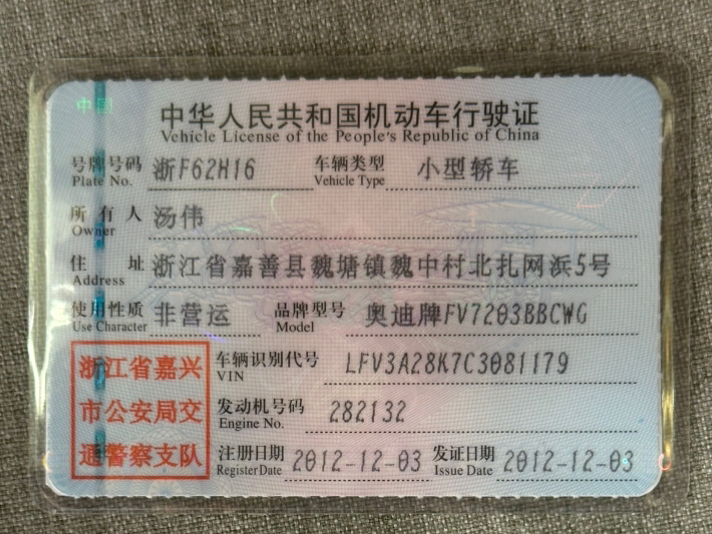 中国
中华人民共和国机动车行驶证
Vehicle License of the People's Republic of China
号牌号码 浙F62H16 车辆类型 小型轿车
Plate No. Vehicle Type
所有人 汤伟
Owner
住址 浙江省嘉善县魏塘镇魏中村北扎网浜5号
Address
使用性质 非营运 品牌型号 奥迪牌FV7203BBCWG
Use Character Model
浙江省嘉兴 车辆识别代号 LFV3A28K7C3081179
VIN
市公安局交 发动机号码 282132
Engine No.
通警察支队 注册日期 2012-12-03 发证日期 2012-12-03
Register Date Issue Date